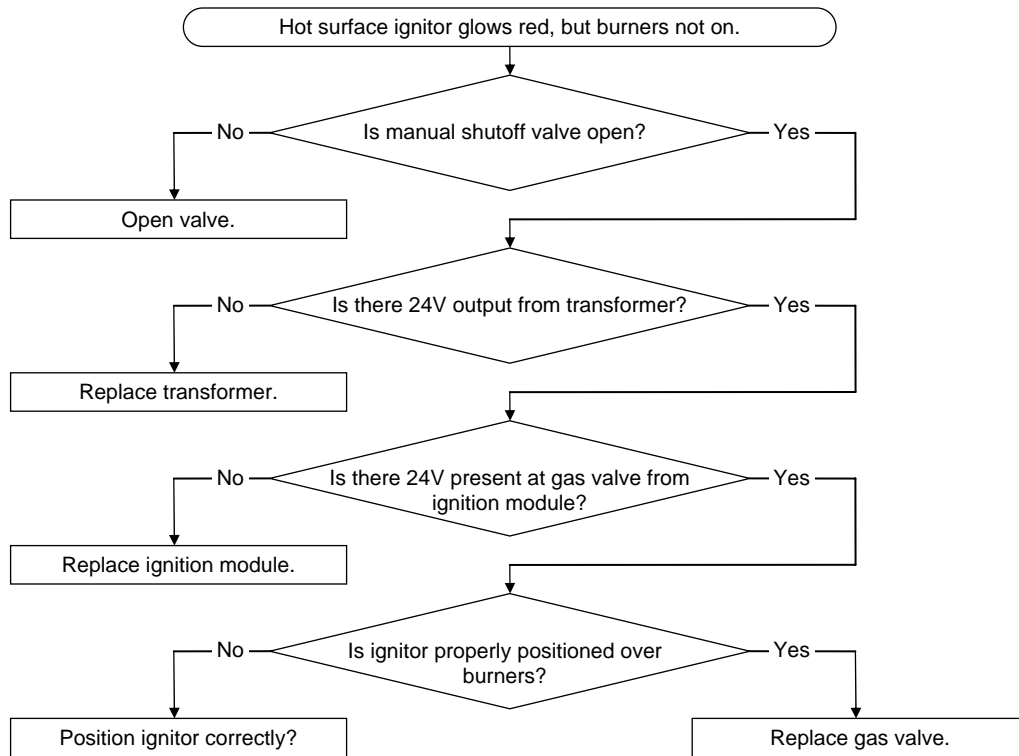 Hot surface ignitor glows red, but burners not on.
Is manual shutoff valve open?
No
Yes
Open valve.
Is there 24V output from transformer?
No
Yes
Replace transformer.
Is there 24V present at gas valve from
ignition module?
No
Yes
Replace ignition module.
Is ignitor properly positioned over
burners?
No
Yes
Position ignitor correctly?
Replace gas valve.